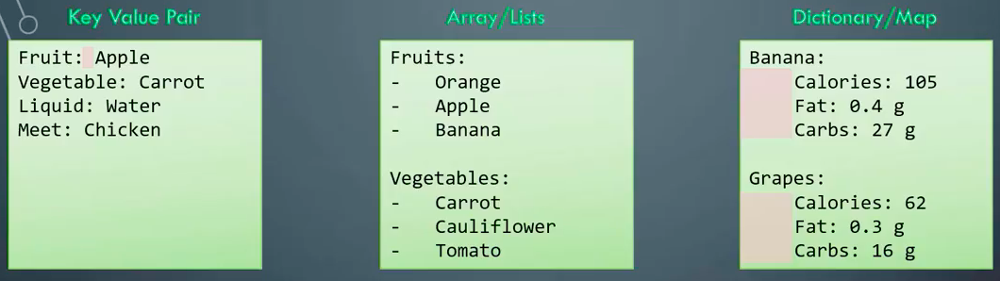 Key Value Pair
Fruit: Apple
Vegetable: Carrot
Liquid: Water
Meet: Chicken
Array/Lists
Fruits:
- Orange
- Apple
- Banana
Vegetables:
- Carrot
- Cauliflower
- Tomato
Dictionary/Map
Banana:
Calories: 105
Fat: 0.4 g
Carbs: 27 g
Grapes:
Calories: 62
Fat: 0.3 g
Carbs: 16 g